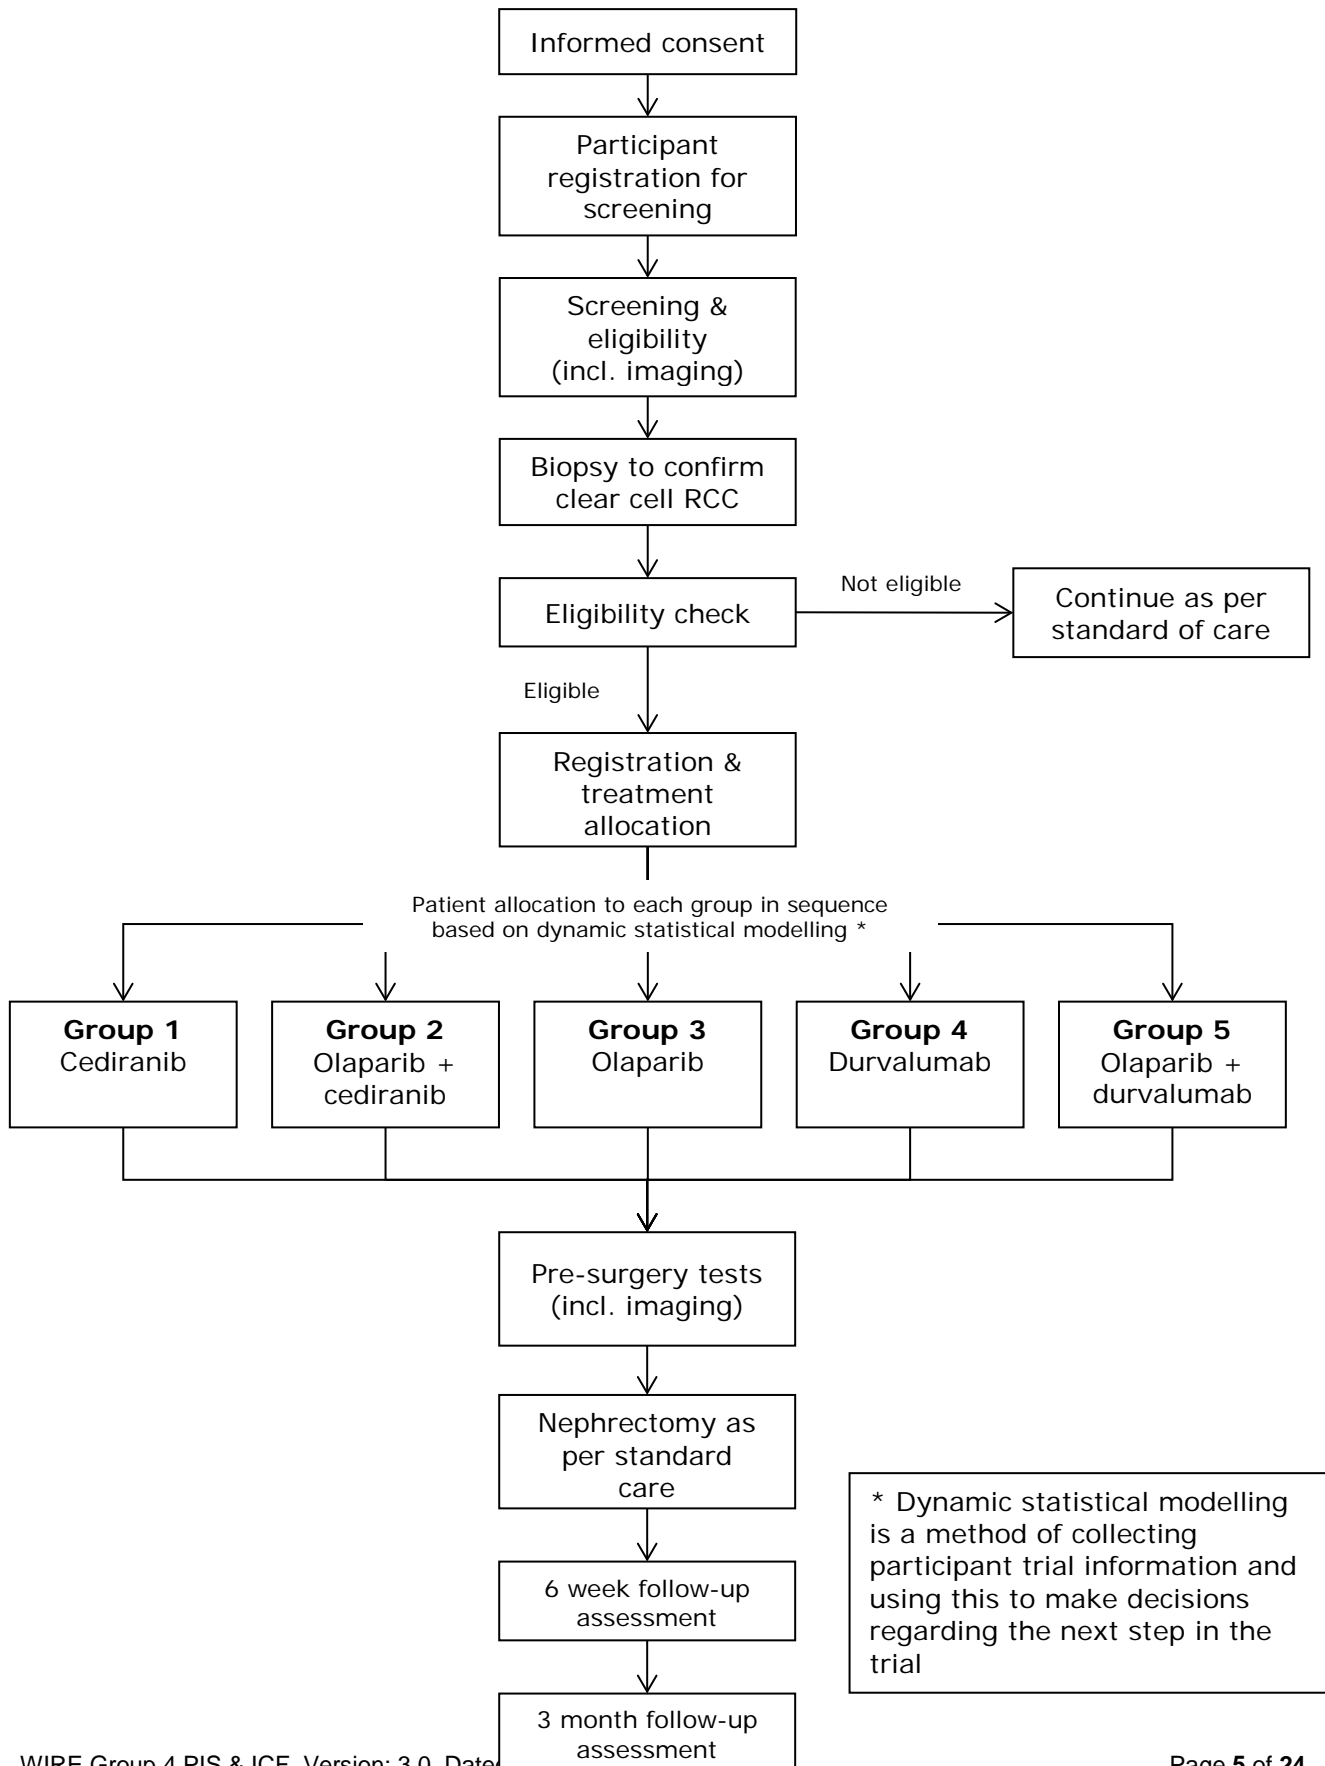 Informed consent
Participant
registration for
screening
Screening &
eligibility
(incl. imaging)
Biopsy to confirm
clear cell RCC
Eligibility check
Not eligible
Continue as per
standard of care
Eligible
Registration &
treatment
allocation
Patient allocation to each group in sequence
based on dynamic statistical modelling *
Group 1
Cediranib
Group 2
Olaparib +
cediranib
Group 3
Olaparib
Group 4
Durvalumab
Group 5
Olaparib +
durvalumab
Pre-surgery tests
(incl. imaging)
Nephrectomy as
per standard
care
* Dynamic statistical modelling
is a method of collecting
participant trial information and
using this to make decisions
regarding the next step in the
trial
6 week follow-up
assessment
3 month follow-up
assessment
WIRE Group 4 PIS & ICF, Version: 3.0, Date
Page 5 of 24